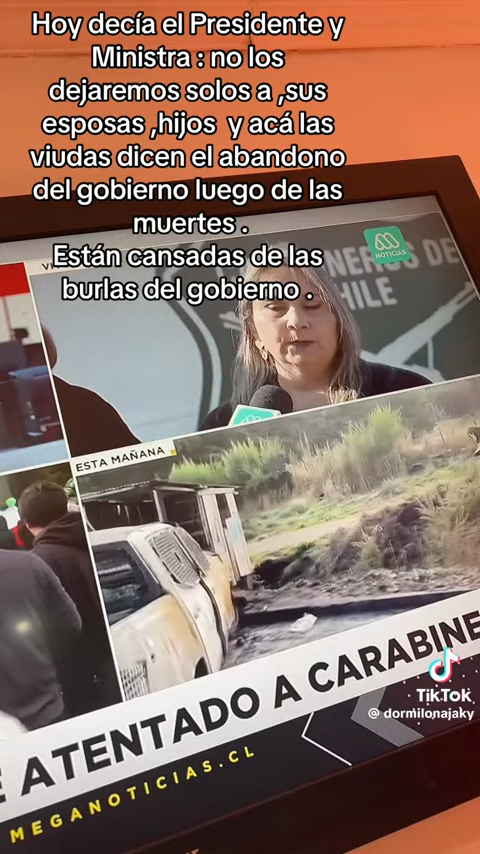 Hoy decía el Presidente y
Ministra : no los
dejaremos solos a ,sus
esposas ,hijos y acá las
viudas dicen el abandono
del gobierno luego de las
muertes .
Están cansadas de las
burlas del gobierno .
NOTICIAS
NEROS DE
HILE
ESTA MAÑANA
E ATENTADO A CARABINE
MEGANOTICIAS.CL
TikTok
@ dormilonajaky